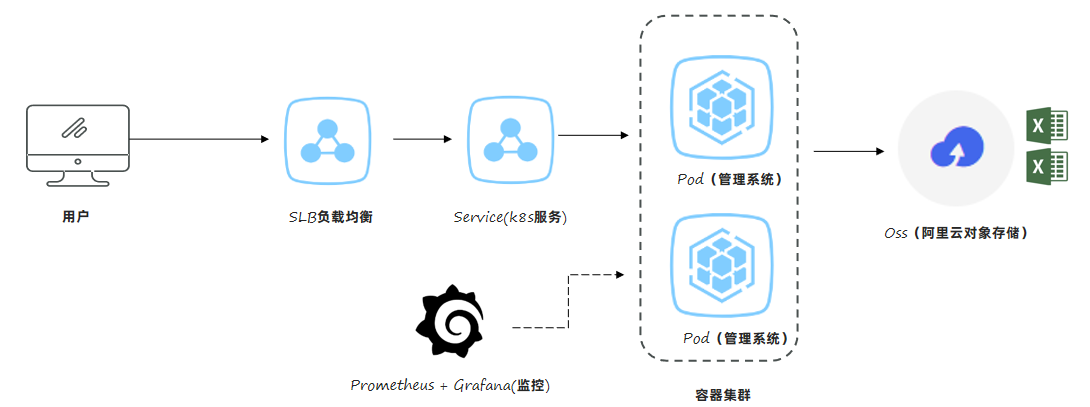 用户
SLB负载均衡
Service(k8s服务)
Pod（管理系统）
Pod（管理系统）
容器集群
Prometheus + Grafana(监控)
Oss（阿里云对象存储）
X
X